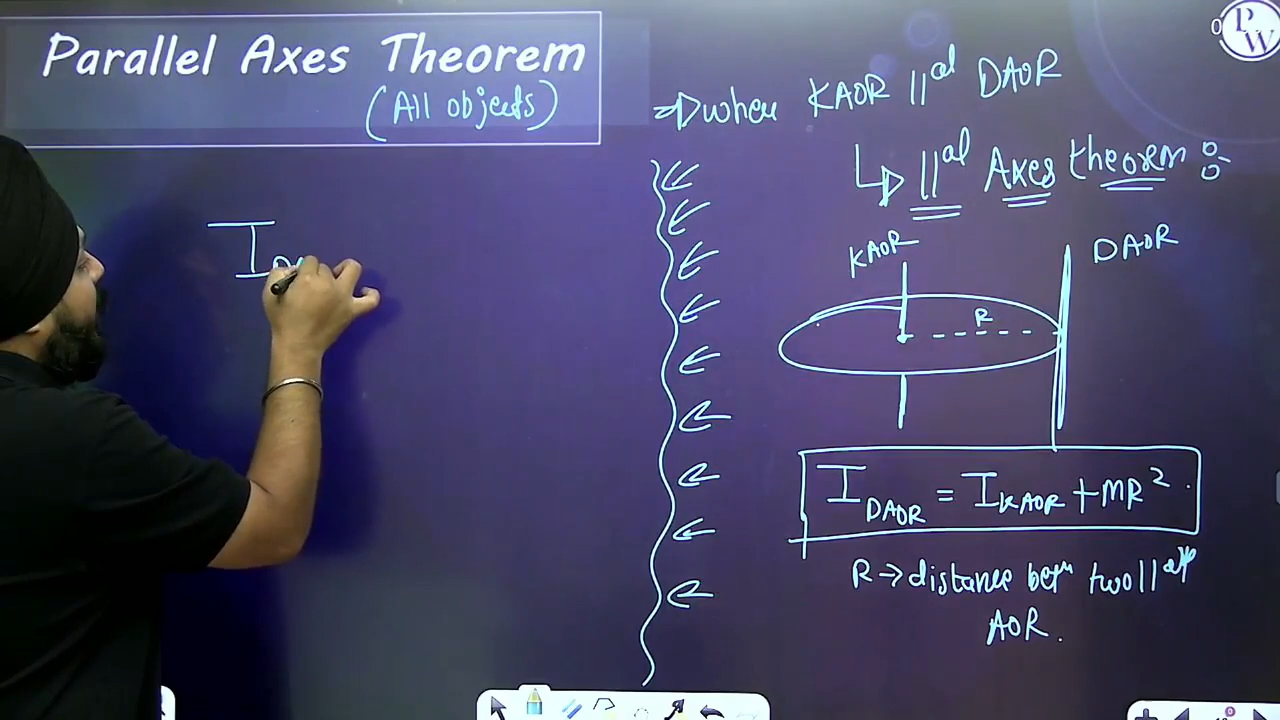 Parallel Axes Theorem
(All objects)
I
PW
⇒ when KAOR ||al DAOR
↳ ||al Axes theorem :-
KAOR
DAOR
R
I_DAOR = I_KAOR + MR².
R → distance betn two ||al
AOR.